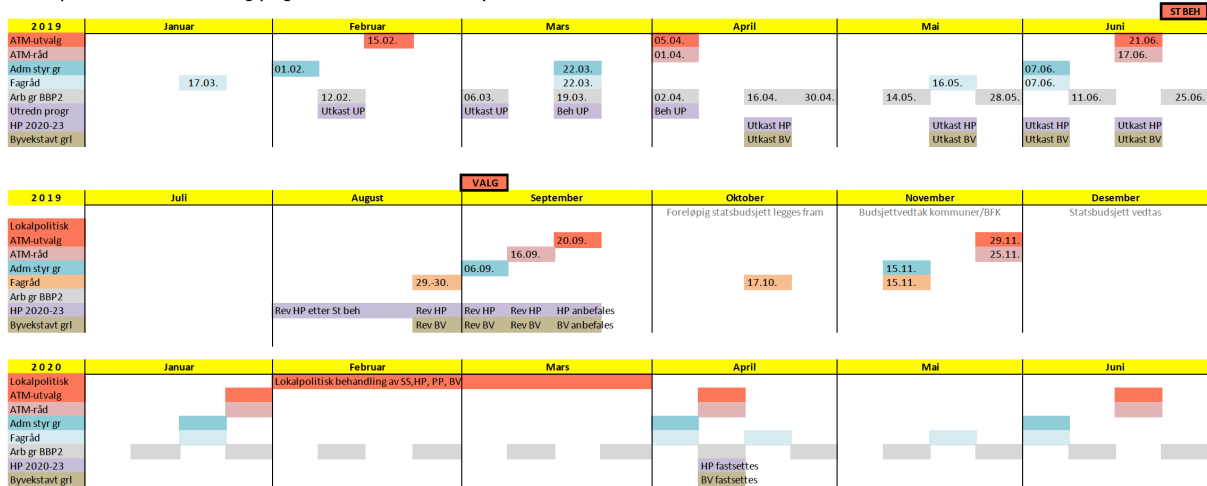 ST BEH
2019 Januar Februar Mars April Mai Juni
ATM-utvalg 15.02. 05.04. 21.06.
ATM-råd 01.04. 17.06.
Adm styr gr 01.02. 22.03. 07.06.
Fagråd 17.03. 22.03. 16.05. 07.06.
Arb gr BBP2 12.02. 06.03. 19.03. 02.04. 16.04. 30.04. 14.05. 28.05. 11.06. 25.06.
Utredn progr Utkast UP Utkast UP Beh UP Beh UP
HP 2020-23 Utkast HP Utkast HP Utkast HP Utkast HP
Byvekstavt grl Utkast BV Utkast BV Utkast BV Utkast BV
VALG
2019 Juli August September Oktober November Desember
Foreløpig statsbudsjett legges fram Budsjettvedtak kommuner/BFK Statsbudsjett vedtas
Lokalpolitisk
ATM-utvalg 20.09. 29.11.
ATM-råd 16.09. 25.11.
Adm styr gr 06.09. 15.11.
Fagråd 29.-30. 17.10. 15.11.
Arb gr BBP2
HP 2020-23 Rev HP etter St beh Rev HP Rev HP Rev HP HP anbefales
Byvekstavt grl Rev BV Rev BV Rev BV BV anbefales
2020 Januar Februar Mars April Mai Juni
Lokalpolitisk Lokalpolitisk behandling av SS,HP, PP, BV
ATM-utvalg
ATM-råd
Adm styr gr
Fagråd
Arb gr BBP2
HP 2020-23 HP fastsettes
Byvekstavt grl BV fastsettes